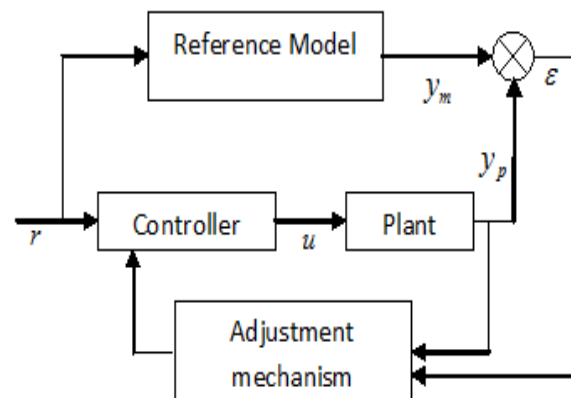 Reference Model
y_m
ε
y_p
r
Controller
u
Plant
Adjustment
mechanism